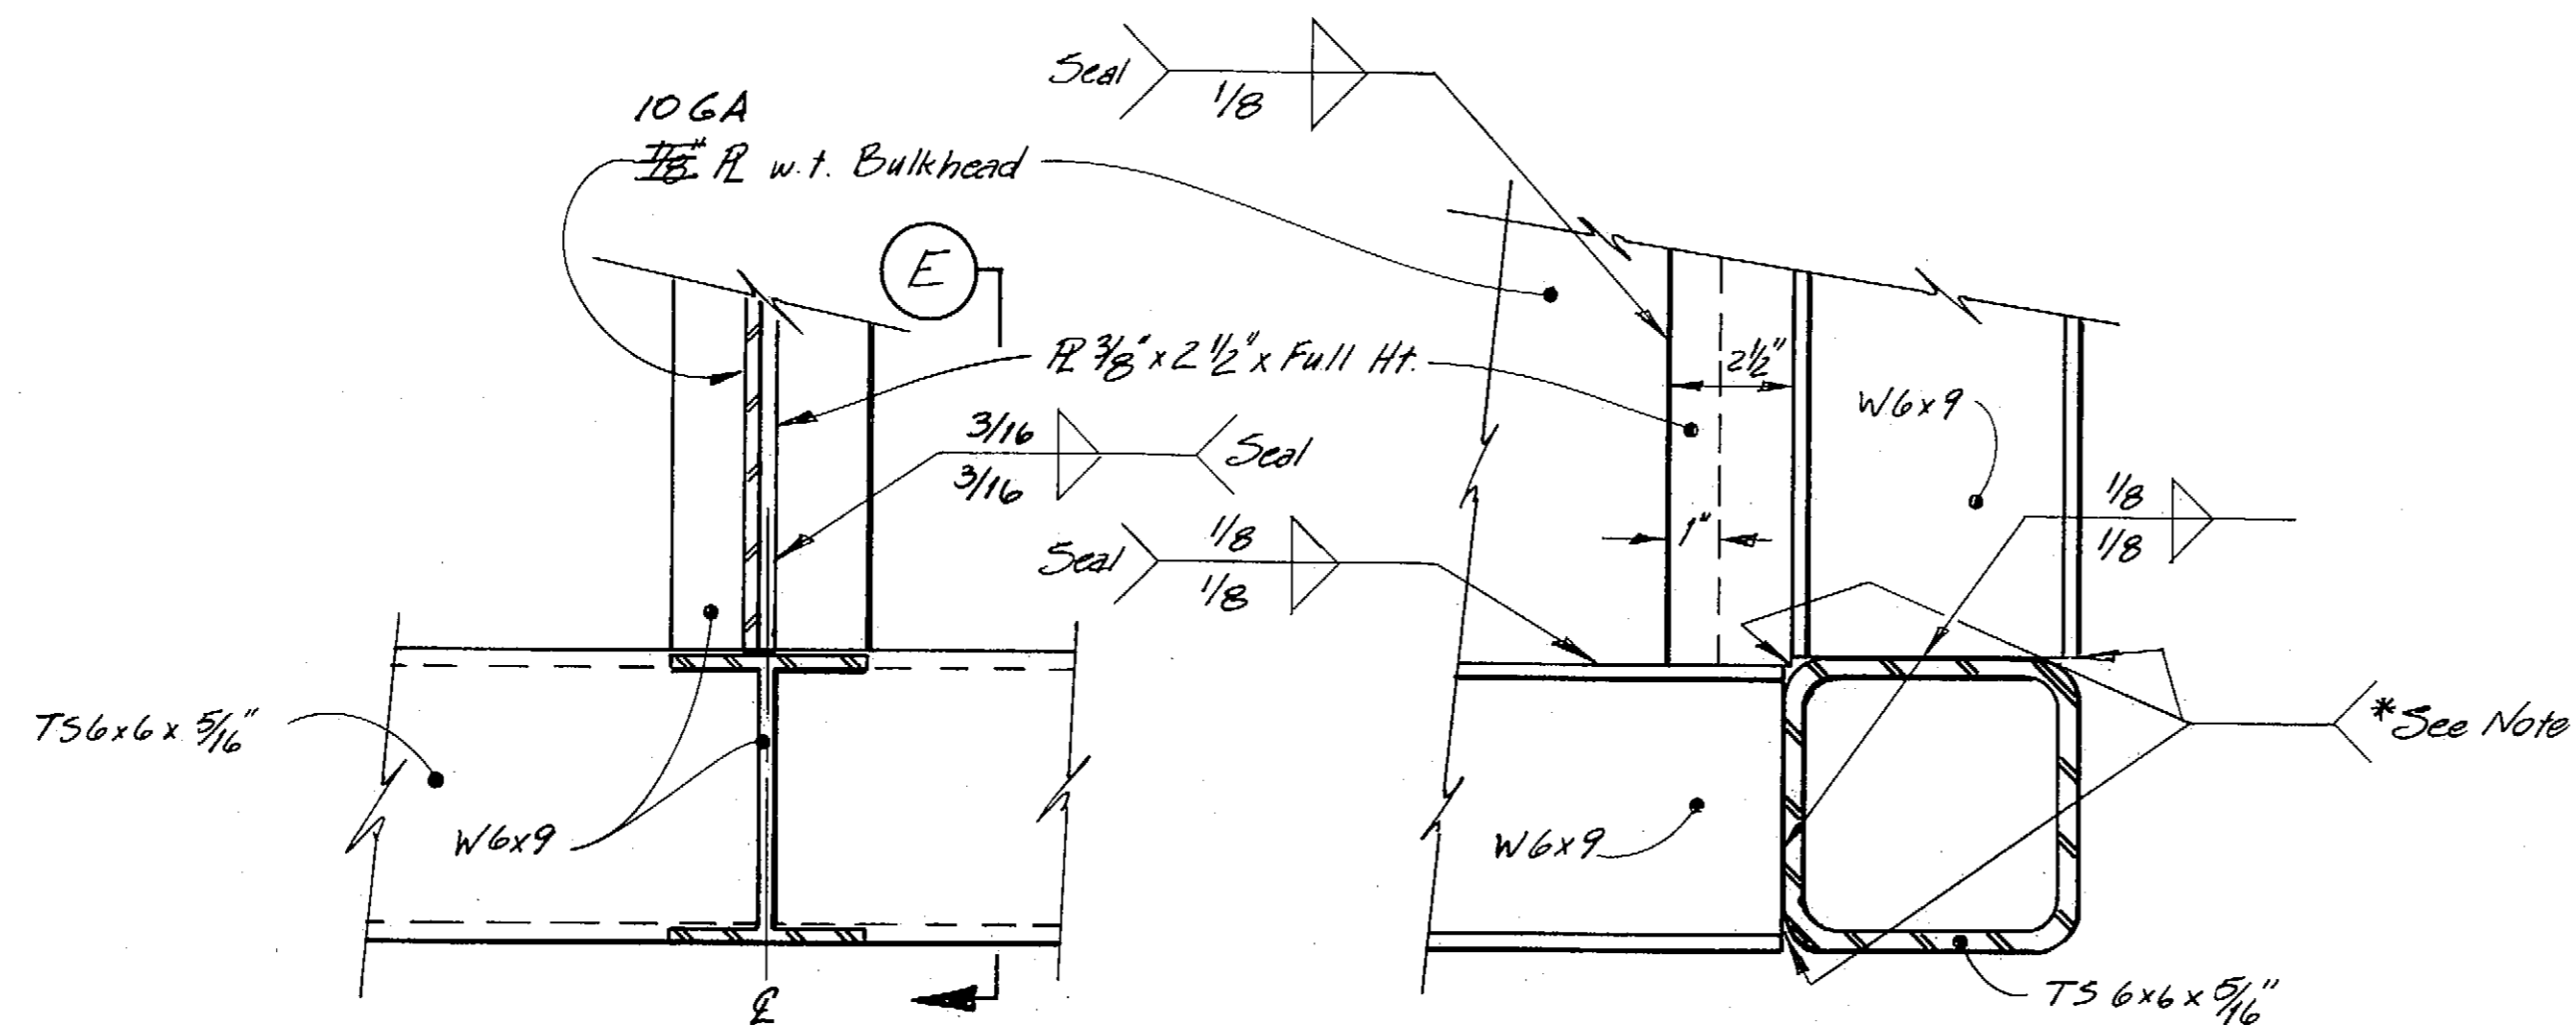 Seal
1/8
10 GA
1/8" PL w.t. Bulkhead
E
PL 3/8" x 2 1/2" x Full Ht.
2 1/2"
W6x9
3/16
3/16
Seal
1/8
1/8
Seal
1/8
1/8
1"
TS6x6x 5/16"
W6x9
W6x9
*See Note
TS 6x6x 5/16"
CL